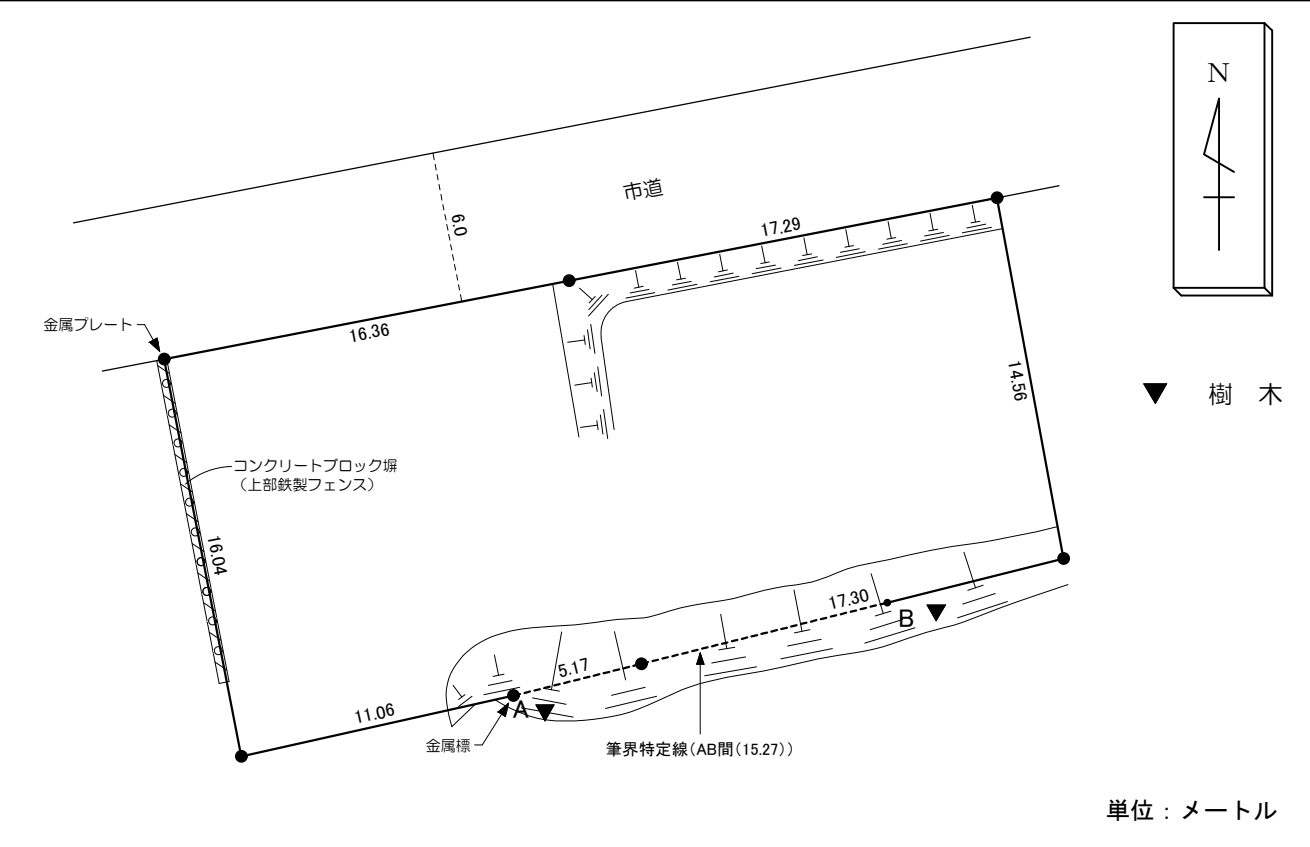 N
市道
6.0
17.29
金属プレート
16.36
14.56
▼ 樹 木
コンクリートブロック塀
(上部鉄製フェンス)
16.04
17.30
B
5.17
A
11.06
金属標
筆界特定線(AB間(15.27))
単位:メートル